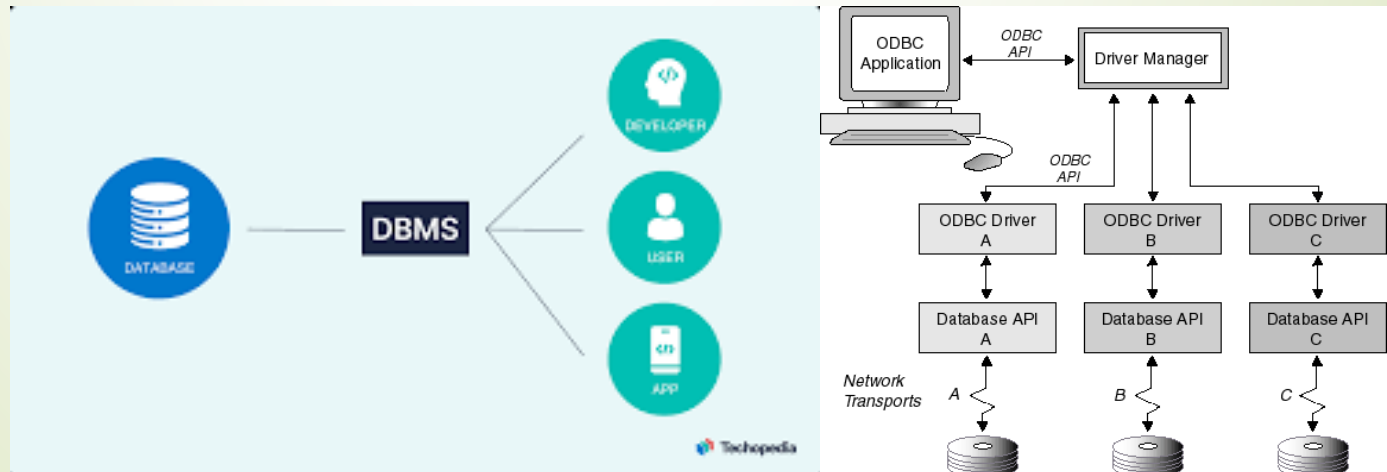 DEVELOPER
DATABASE
DBMS
USER
APP
Techopedia
ODBC
Application
ODBC
API
Driver Manager
ODBC
API
ODBC Driver
A
ODBC Driver
B
ODBC Driver
C
Database API
A
Database API
B
Database API
C
Network
Transports
A
B
C